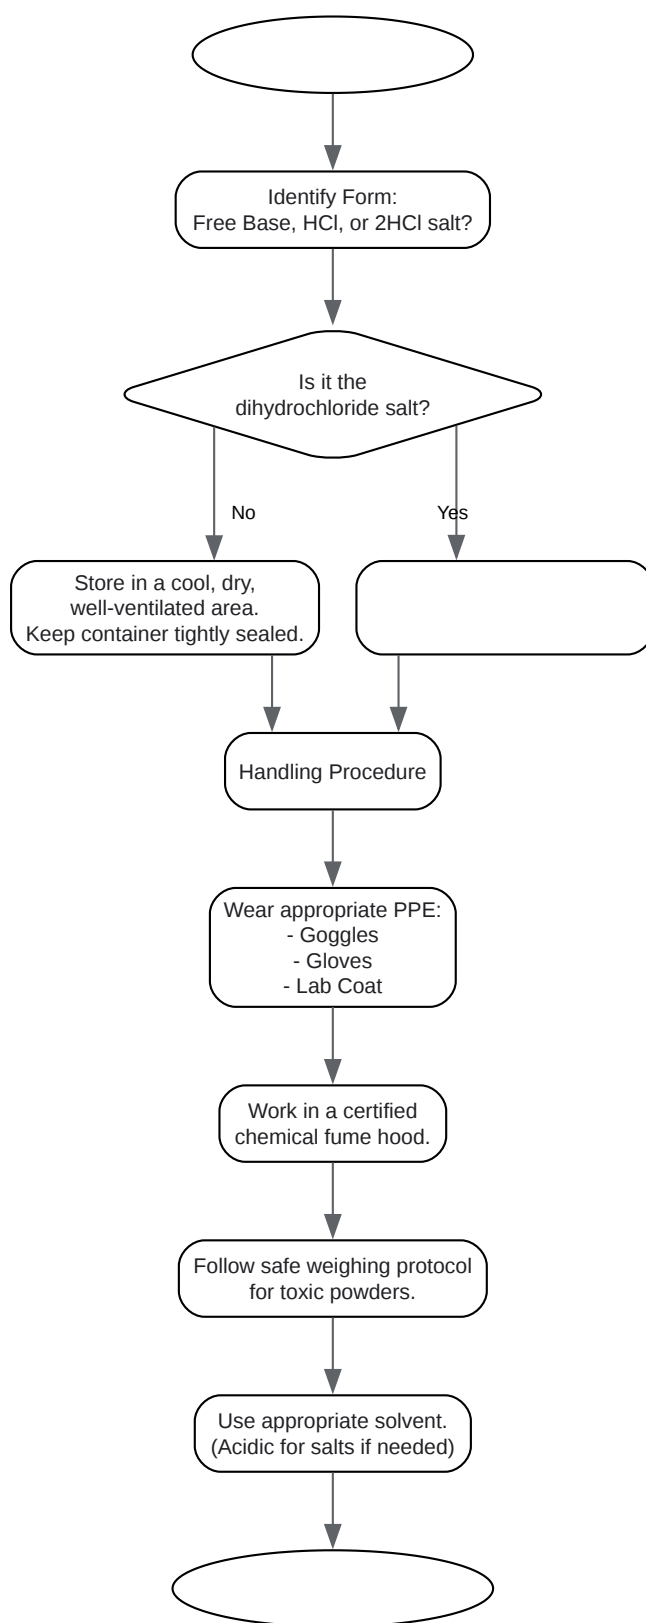 Identify Form:
Free Base, HCl, or 2HCl salt?
Is it the
dihydrochloride salt?
No
Yes
Store in a cool, dry,
well-ventilated area.
Keep container tightly sealed.
Handling Procedure
Wear appropriate PPE:
- Goggles
- Gloves
- Lab Coat
Work in a certified
chemical fume hood.
Follow safe weighing protocol
for toxic powders.
Use appropriate solvent.
(Acidic for salts if needed)